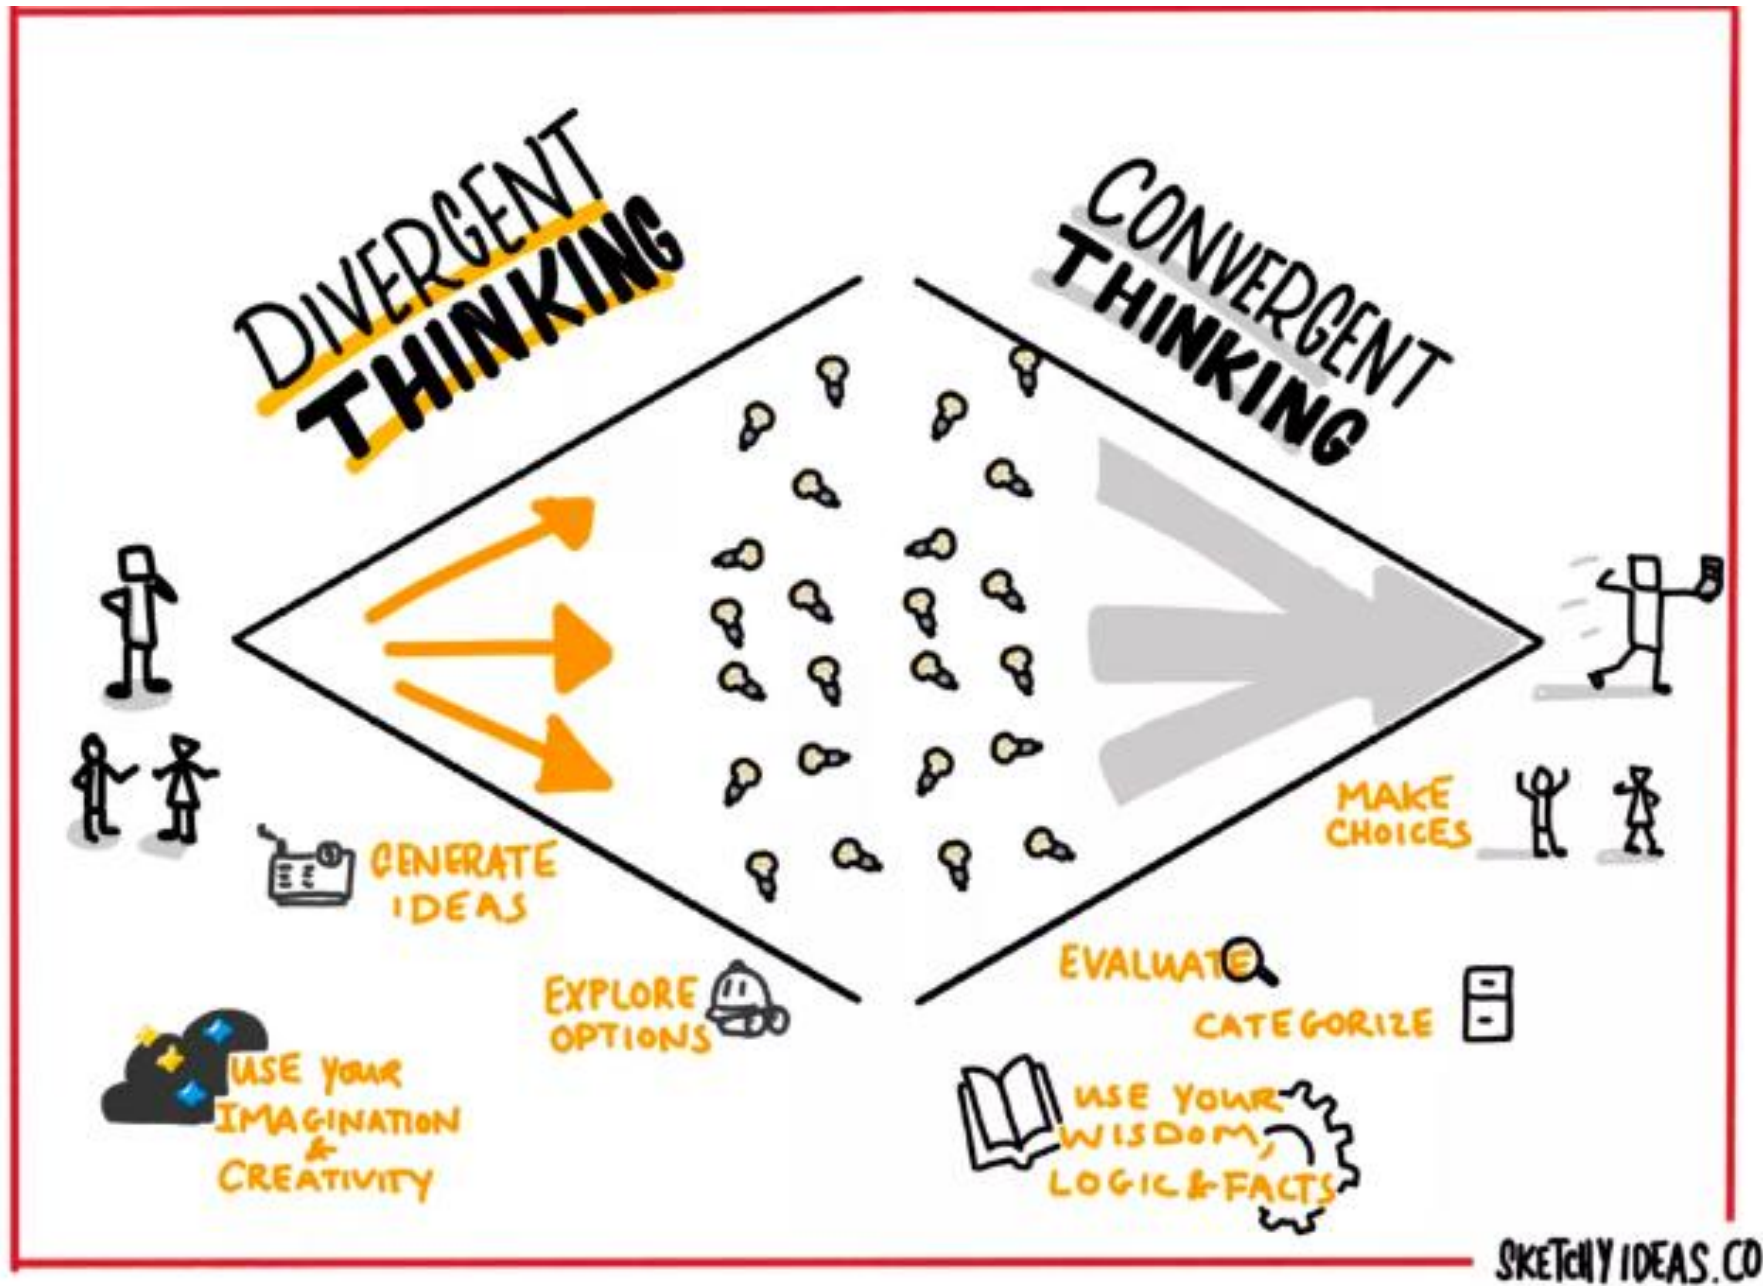 DIVERGENT
THINKING
CONVERGENT
THINKING
GENERATE
IDEAS
EXPLORE
OPTIONS
USE YOUR
IMAGINATION
&
CREATIVITY
MAKE
CHOICES
EVALUATE
CATEGORIZE
USE YOUR
WISDOM,
LOGIC & FACTS
SKETCHY IDEAS.CO